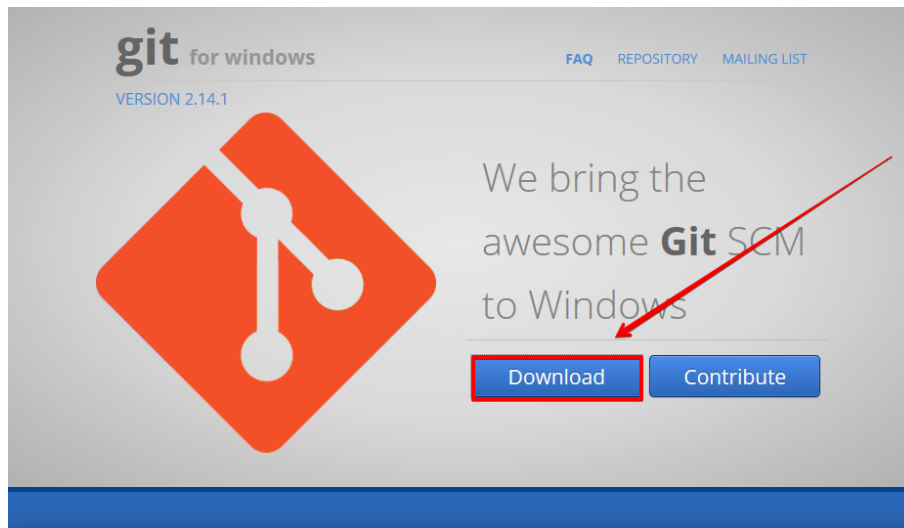 git for windows
FAQ REPOSITORY MAILING LIST
VERSION 2.14.1
We bring the
awesome Git SCM
to Windows
Download Contribute